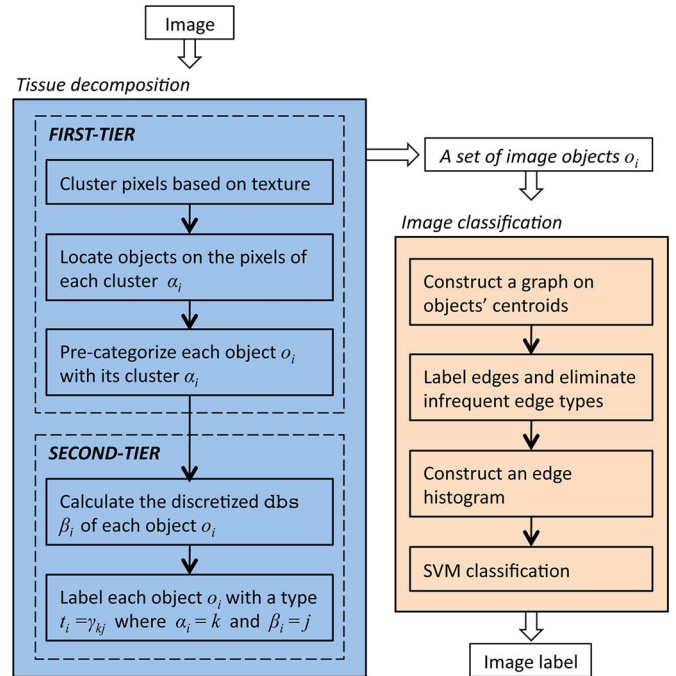 Image
Tissue decomposition
FIRST-TIER
Cluster pixels based on texture
Locate objects on the pixels of
each cluster αᵢ
Pre-categorize each object oᵢ
with its cluster αᵢ
SECOND-TIER
Calculate the discretized dbs
βᵢ of each object oᵢ
Label each object oᵢ with a type
tᵢ =γₖⱼ where αᵢ = k and βᵢ = j
A set of image objects oᵢ
Image classification
Construct a graph on
objects’ centroids
Label edges and eliminate
infrequent edge types
Construct an edge
histogram
SVM classification
Image label